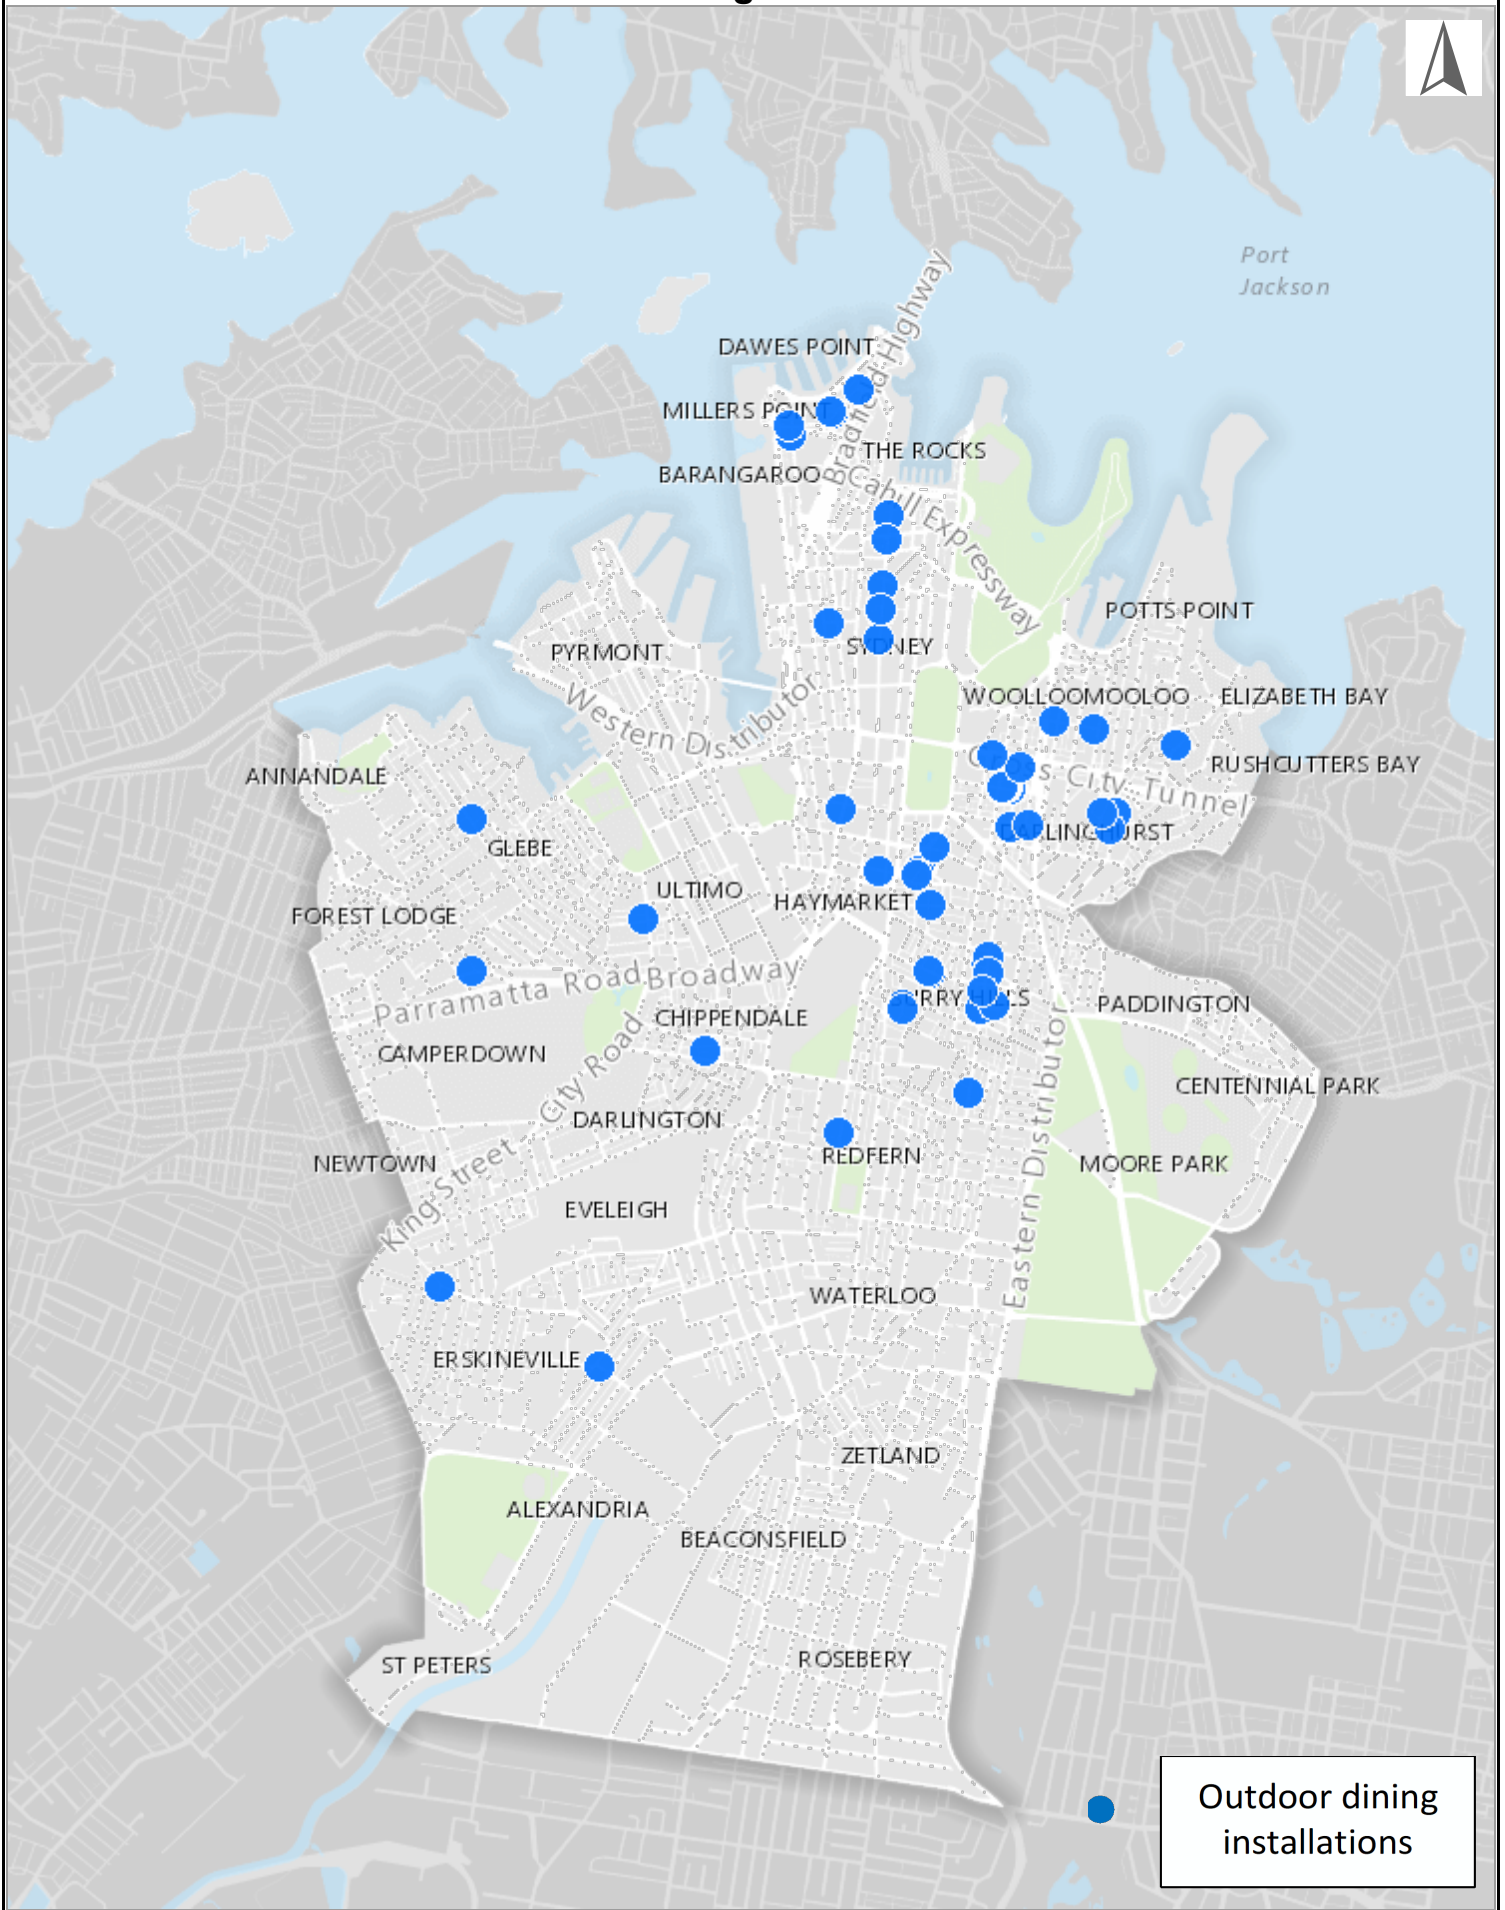 Port
Jackson
DAWES POINT
Bradfield Highway
MILLERS POINT
THE ROCKS
BARANGAROO
Cahill Expressway
POTTS POINT
SYDNEY
PYRMONT
Western Distributor
WOOLLOOMOOLOO
ELIZABETH BAY
Cross City Tunnel
RUSHCUTTERS BAY
ANNANDALE
DARLINGHURST
GLEBE
ULTIMO
HAYMARKET
FOREST LODGE
Parramatta Road
Broadway
SURRY HILLS
PADDINGTON
CHIPPENDALE
CAMPERDOWN
City Road
CENTENNIAL PARK
DARLINGTON
REDFERN
NEWTOWN
MOORE PARK
King Street
Eastern Distributor
EVELEIGH
WATERLOO
ERSKINEVILLE
ZETLAND
ALEXANDRIA
BEACONSFIELD
ROSEBERY
ST PETERS
Outdoor dining
installations